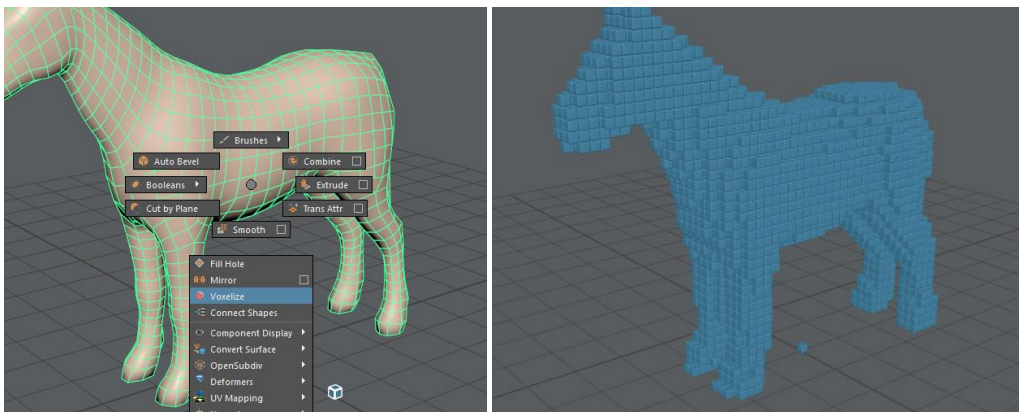 Brushes
Auto Bevel
Combine
Booleans
Extrude
Cut by Plane
Trans Attr
Smooth
Fill Hole
Mirror
Voxelize
Connect Shapes
Component Display
Convert Surface
OpenSubdiv
Deformers
UV Mapping